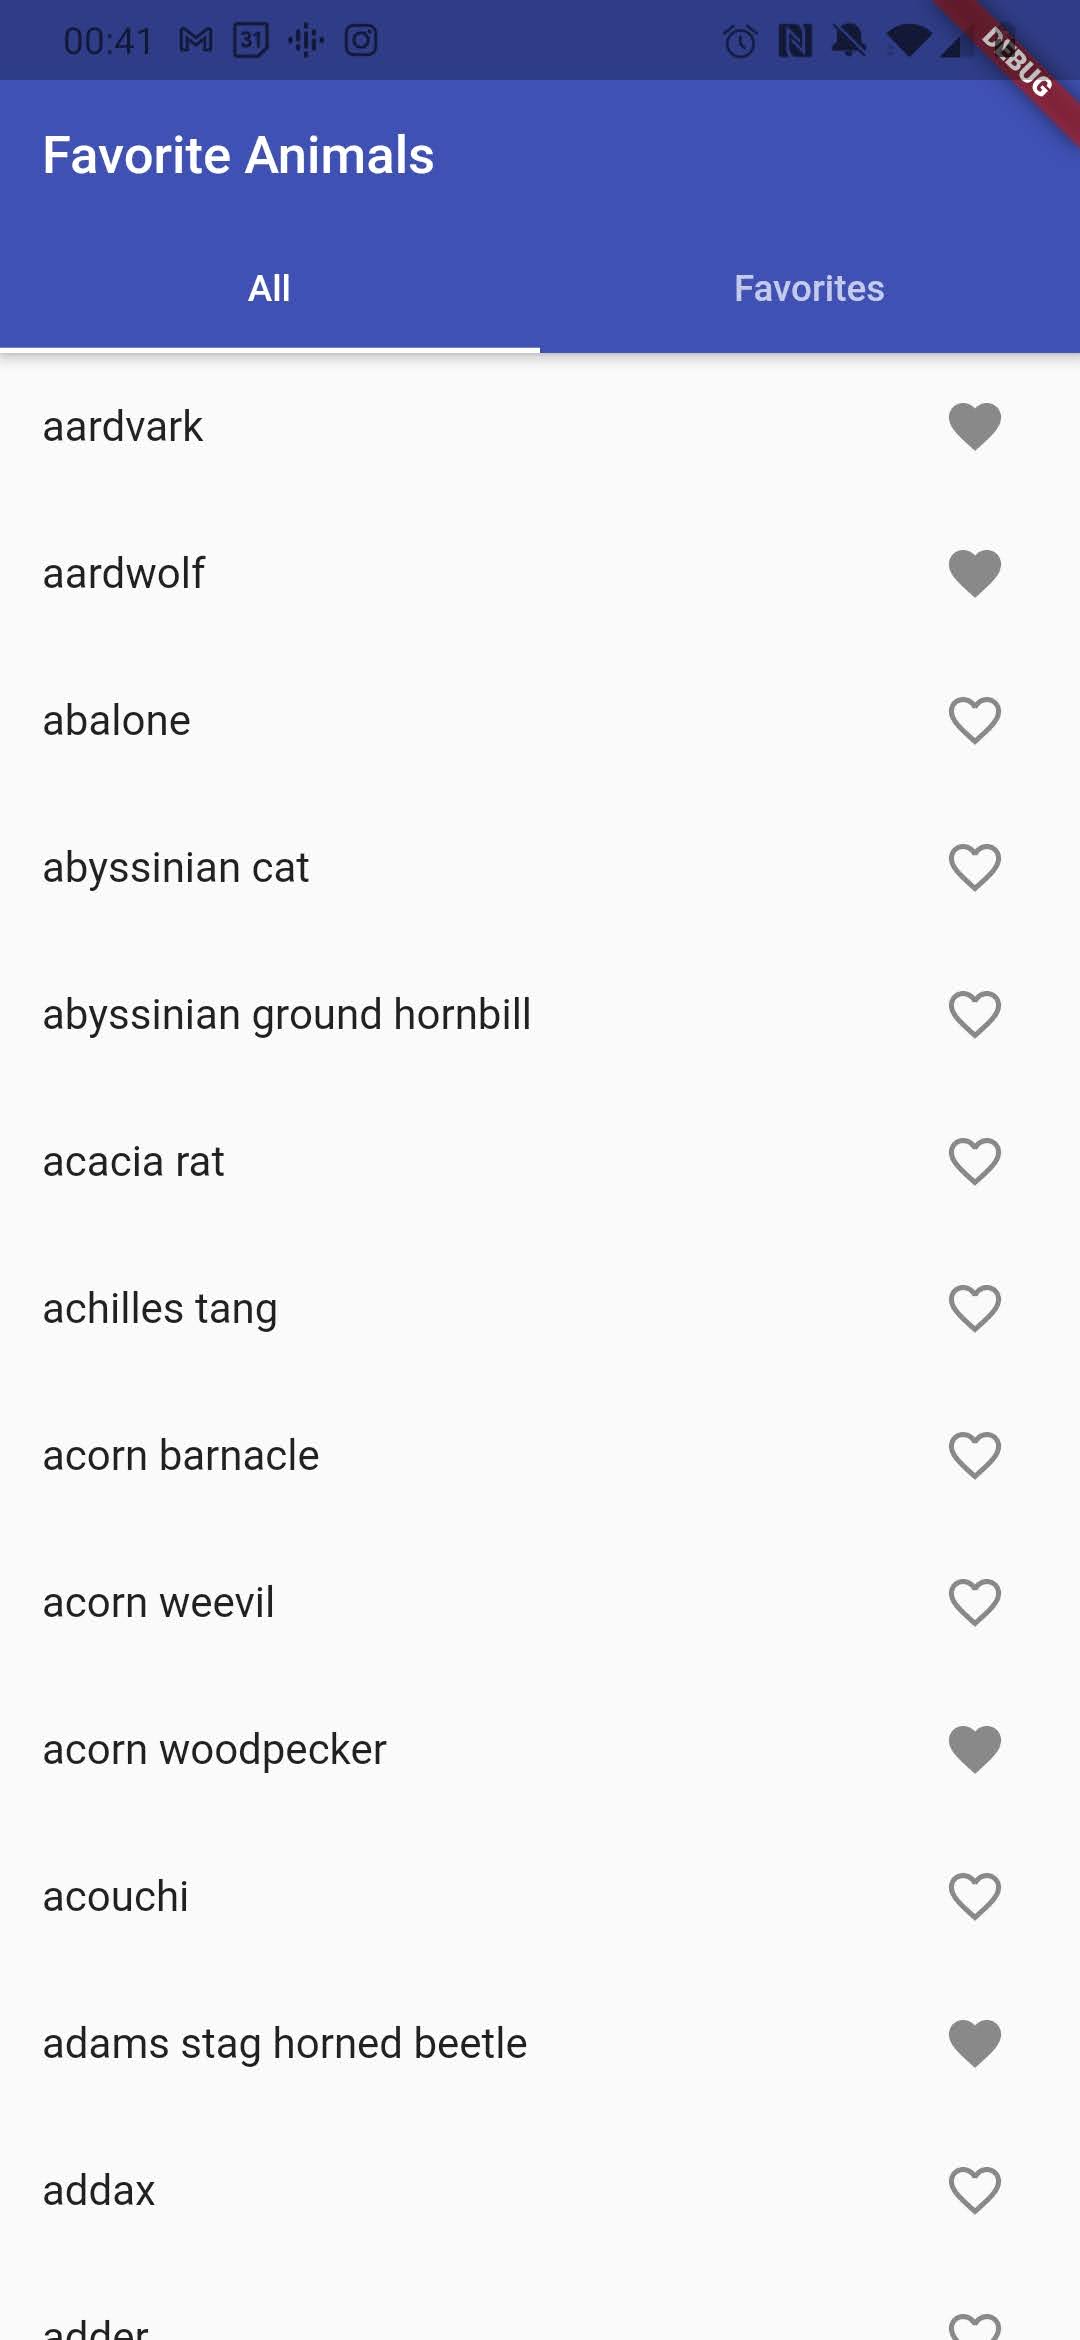 00:41 31
DEBUG
Favorite Animals
All Favorites
aardvark
aardwolf
abalone
abyssinian cat
abyssinian ground hornbill
acacia rat
achilles tang
acorn barnacle
acorn weevil
acorn woodpecker
acouchi
adams stag horned beetle
addax
adder